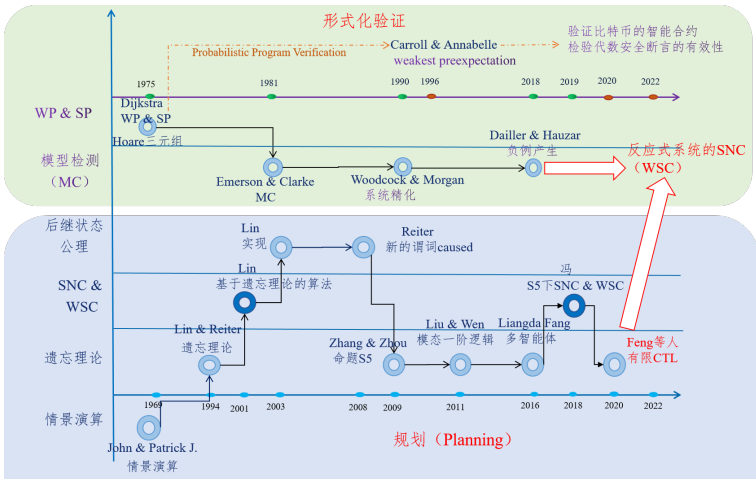 形式化验证
Probabilistic Program Verification
Carroll & Annabelle
weakest preexpectation
验证比特币的智能合约
检验代数安全断言的有效性
1975
1981
1990
1996
2018
2019
2020
2022
WP & SP
Dijkstra
WP & SP
Hoare三元组
模型检测
（MC）
Emerson & Clarke
MC
Woodcock & Morgan
系统精化
Dailler & Hauzar
负例产生
反应式系统的SNC
（WSC）
后继状态
公理
Lin
实现
Reiter
新的谓词caused
SNC &
WSC
Lin
基于遗忘理论的算法
冯
S5下SNC & WSC
遗忘理论
Lin & Reiter
遗忘理论
Zhang & Zhou
命题S5
Liu & Wen
模态一阶逻辑
Liangda Fang
多智能体
Feng等人
有限CTL
1969
1994
2001
2003
2008
2009
2011
2016
2018
2020
2022
情景演算
John & Patrick J.
情景演算
规划（Planning）